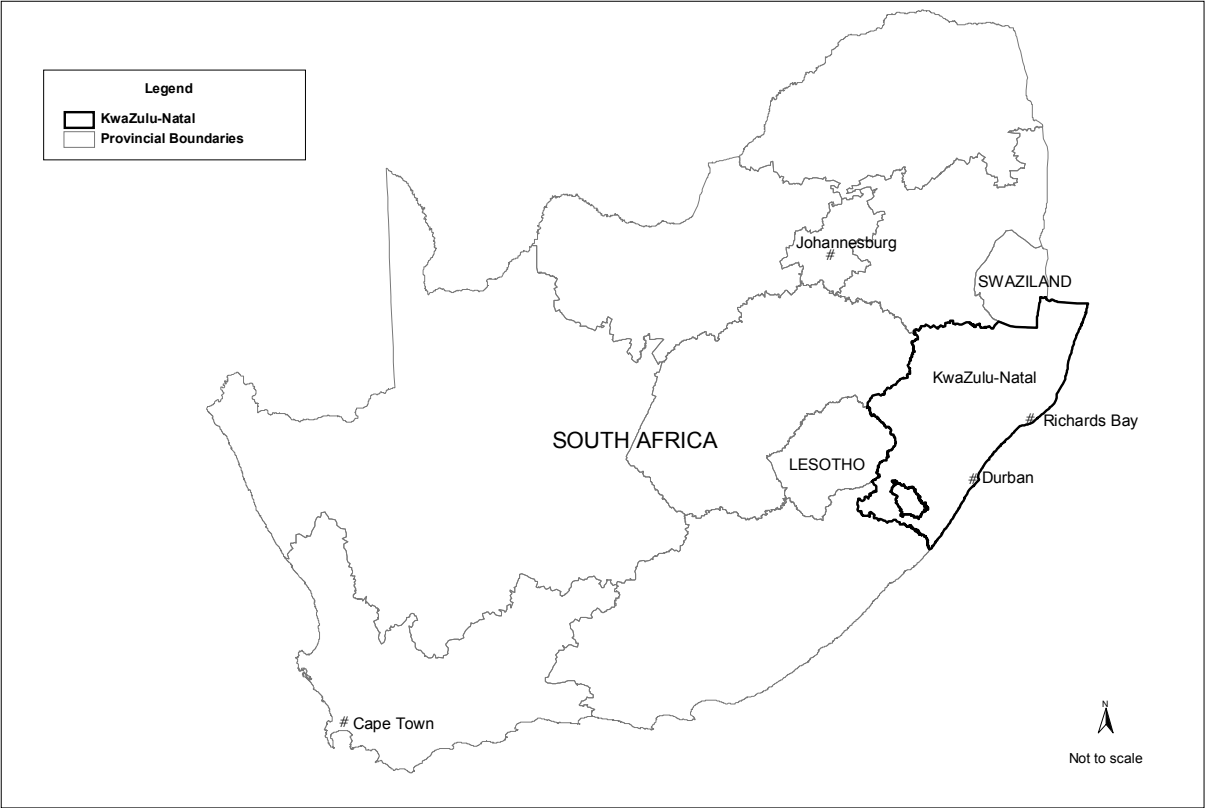 Legend
KwaZulu-Natal
Provincial Boundaries
Johannesburg
#
SWAZILAND
KwaZulu-Natal
# Richards Bay
SOUTH AFRICA
LESOTHO
# Durban
# Cape Town
N
Not to scale